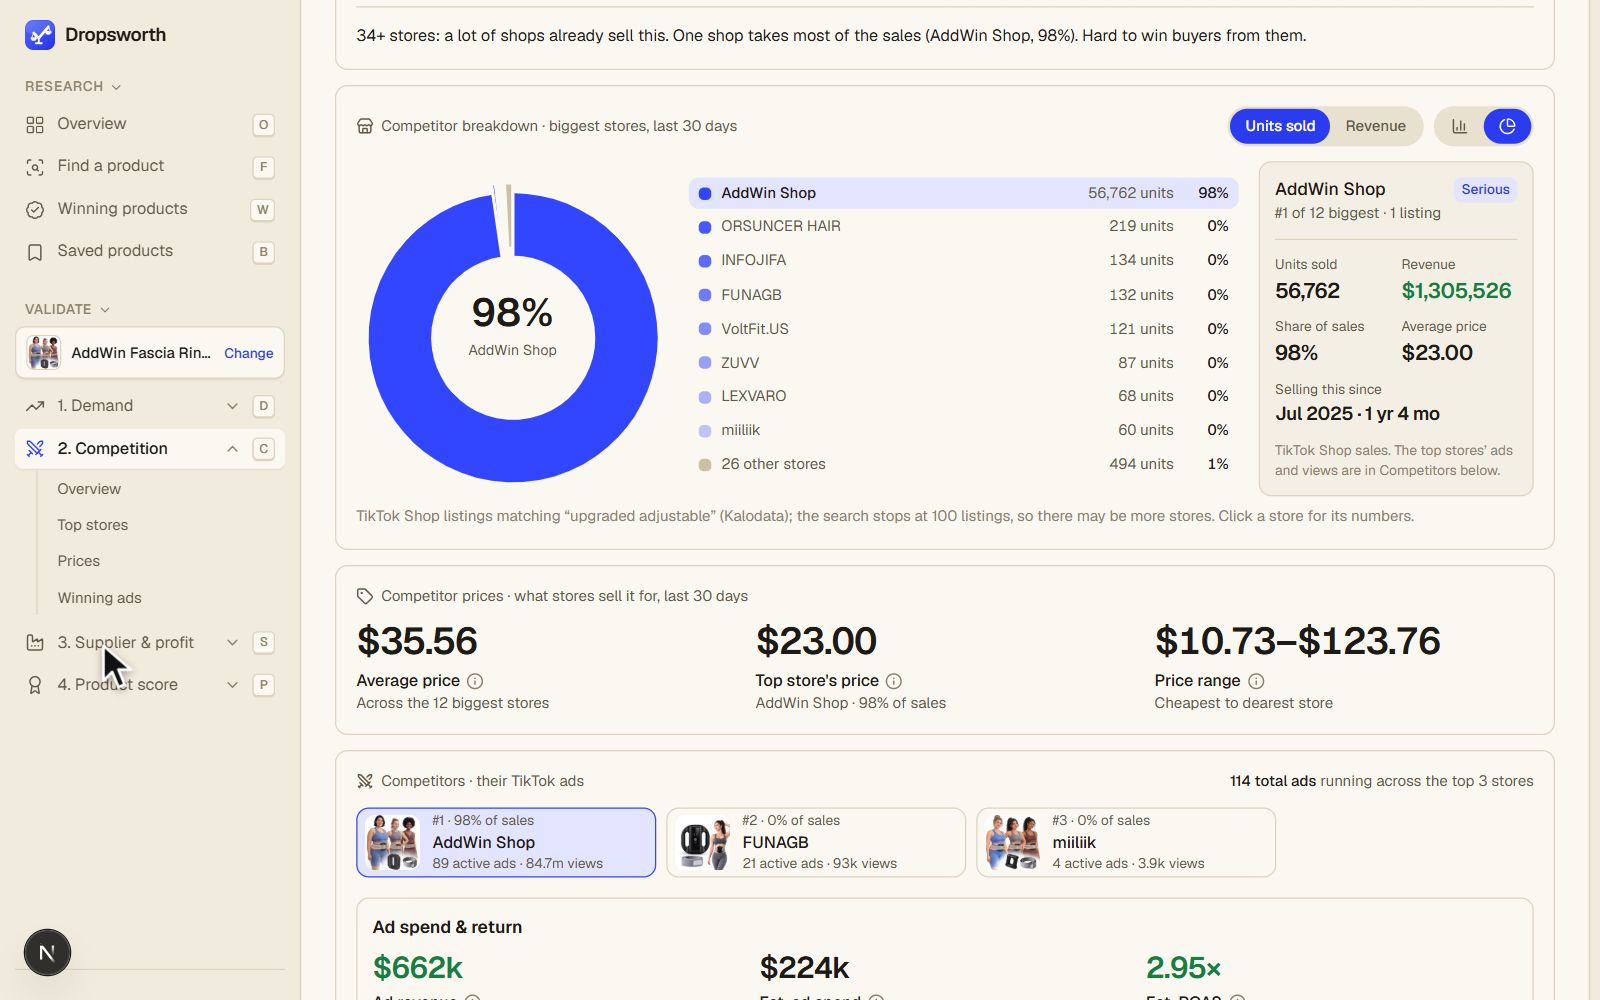 Dropsworth
RESEARCH
Overview O
Find a product F
Winning products W
Saved products B
VALIDATE
AddWin Fascia Rin... Change
1. Demand D
2. Competition C
Overview
Top stores
Prices
Winning ads
3. Supplier & profit S
4. Product score P
N
34+ stores: a lot of shops already sell this. One shop takes most of the sales (AddWin Shop, 98%). Hard to win buyers from them.
Competitor breakdown · biggest stores, last 30 days
Units sold Revenue
98%
AddWin Shop
AddWin Shop 56,762 units 98%
ORSUNCER HAIR 219 units 0%
INFOJIFA 134 units 0%
FUNAGB 132 units 0%
VoltFit.US 121 units 0%
ZUVV 87 units 0%
LEXVARO 68 units 0%
miiliik 60 units 0%
26 other stores 494 units 1%
AddWin Shop Serious
#1 of 12 biggest · 1 listing
Units sold Revenue
56,762 $1,305,526
Share of sales Average price
98% $23.00
Selling this since
Jul 2025 · 1 yr 4 mo
TikTok Shop sales. The top stores’ ads
and views are in Competitors below.
TikTok Shop listings matching “upgraded adjustable” (Kalodata); the search stops at 100 listings, so there may be more stores. Click a store for its numbers.
Competitor prices · what stores sell it for, last 30 days
$35.56 $23.00 $10.73–$123.76
Average price Top store's price Price range
Across the 12 biggest stores AddWin Shop · 98% of sales Cheapest to dearest store
Competitors · their TikTok ads
114 total ads running across the top 3 stores
#1 · 98% of sales
AddWin Shop
89 active ads · 84.7m views
#2 · 0% of sales
FUNAGB
21 active ads · 93k views
#3 · 0% of sales
miiliik
4 active ads · 3.9k views
Ad spend & return
$662k $224k 2.95×
Ad revenue Est. ad spend Est. ROAS